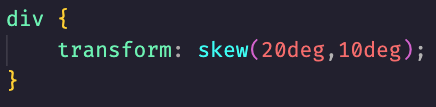 div {
    transform: skew(20deg,10deg);
}